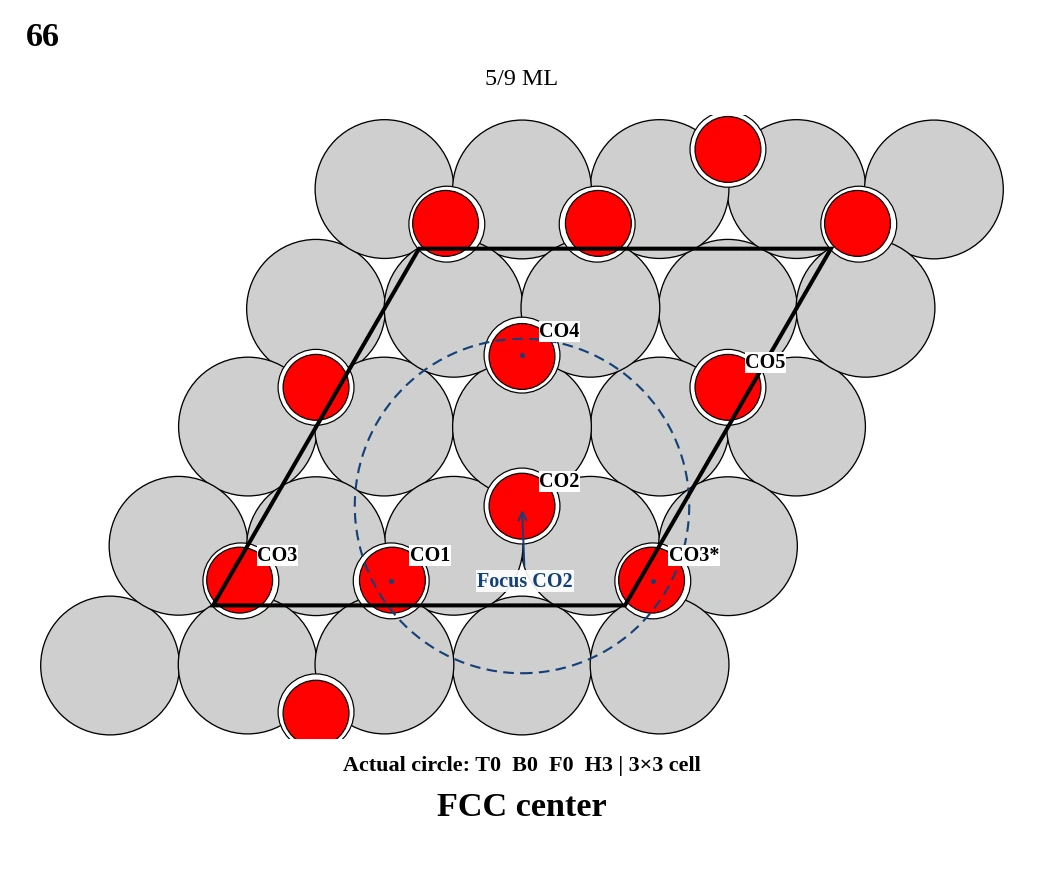 66
5/9 ML
CO4
CO5
CO2
CO3
CO1
CO3*
Focus CO2
Actual circle: T0 B0 F0 H3 | 3×3 cell
FCC center